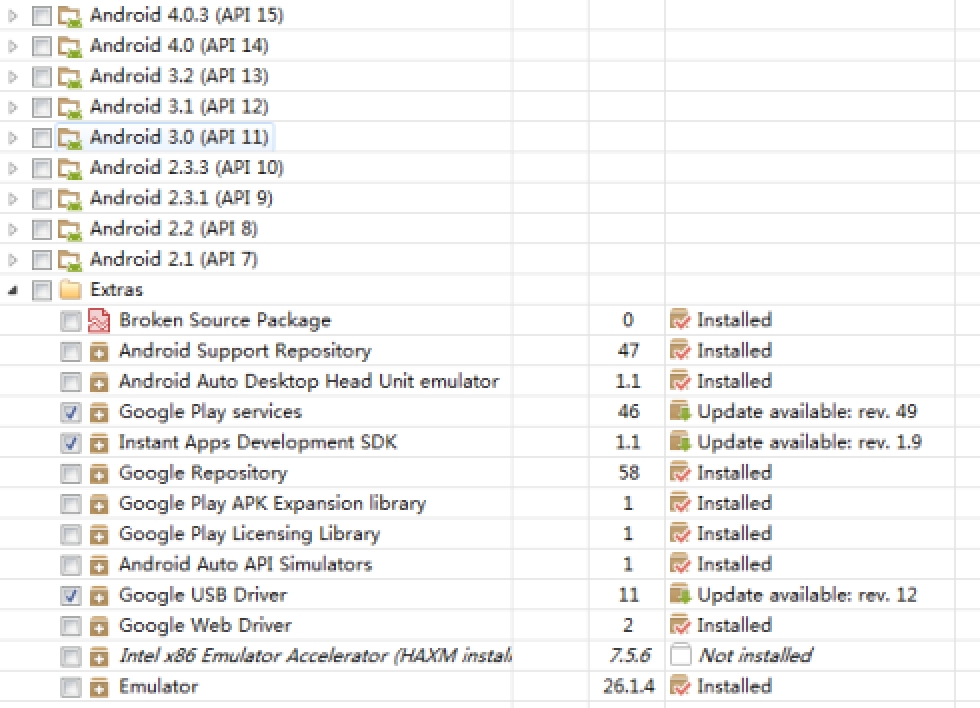 Android 4.0.3 (API 15)
Android 4.0 (API 14)
Android 3.2 (API 13)
Android 3.1 (API 12)
Android 3.0 (API 11)
Android 2.3.3 (API 10)
Android 2.3.1 (API 9)
Android 2.2 (API 8)
Android 2.1 (API 7)
Extras
Broken Source Package 0 Installed
Android Support Repository 47 Installed
Android Auto Desktop Head Unit emulator 1.1 Installed
Google Play services 46 Update available: rev. 49
Instant Apps Development SDK 1.1 Update available: rev. 1.9
Google Repository 58 Installed
Google Play APK Expansion library 1 Installed
Google Play Licensing Library 1 Installed
Android Auto API Simulators 1 Installed
Google USB Driver 11 Update available: rev. 12
Google Web Driver 2 Installed
Intel x86 Emulator Accelerator (HAXM install 7.5.6 Not installed
Emulator 26.1.4 Installed